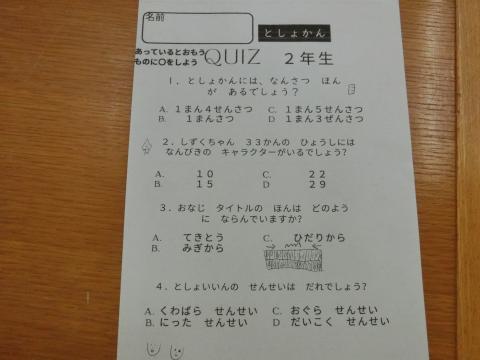 名前
としょかん
あっているとおもう
ものに〇をしよう
QUIZ 2年生
1. としょかんには、なんさつ ほん
が あるでしょう?
A. 1まん4せんさつ C. 1まん5せんさつ
B. 1まんさつ D 1まん3ぜんさつ
2. しずくちゃん 33かんの ひょうしには
なんびきの キャラクターがいるでしょう?
A. 10 C. 22
B. 15 D 29
3. おなじ タイトルの ほんは どのよう
に ならんでいますか?
A. てきとう C. ひだりから
B. みぎから
4. としょいいんの せんせいは だれでしょう?
A. くわばら せんせい C. おぐら せんせい
B. にった せんせい D だいこく せんせい